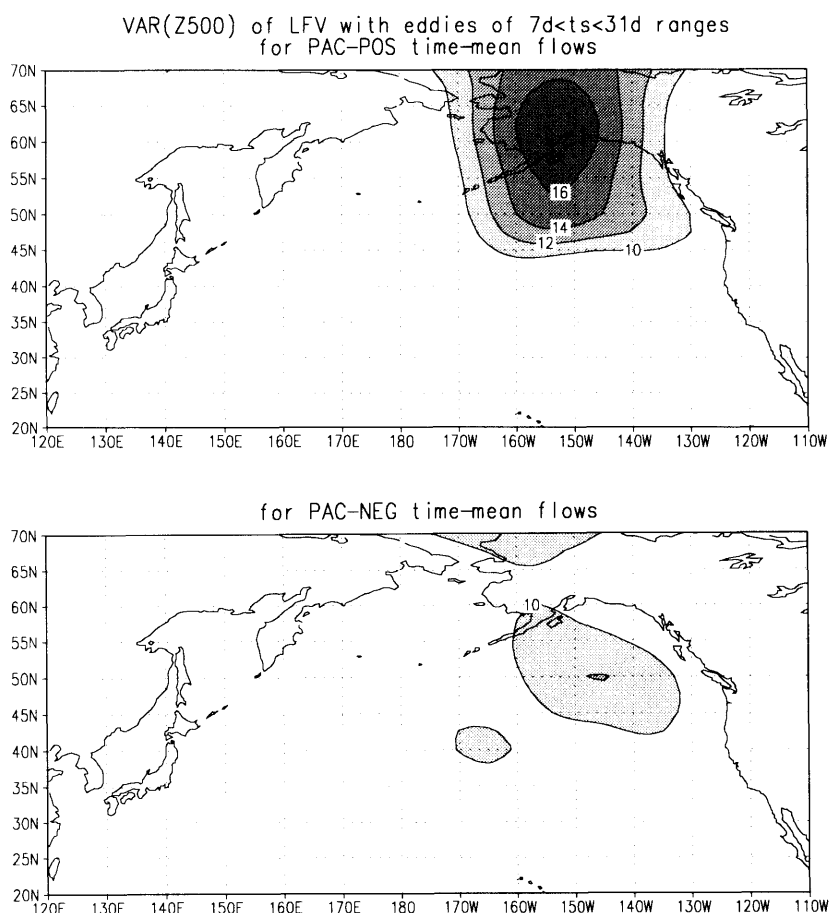 VAR(Z500) of LFV with eddies of 7d<ts<31d ranges
for PAC-POS time-mean flows
70N
65N
60N
55N
50N
45N
40N
35N
30N
25N
20N
16
14
12
10
120E 130E 140E 150E 160E 170E 180 170W 160W 150W 140W 130W 120W 110W
for PAC-NEG time-mean flows
70N
65N
60N
55N
50N
45N
40N
35N
30N
25N
20N
10
120E 130E 140E 150E 160E 170E 180 170W 160W 150W 140W 130W 120W 110W